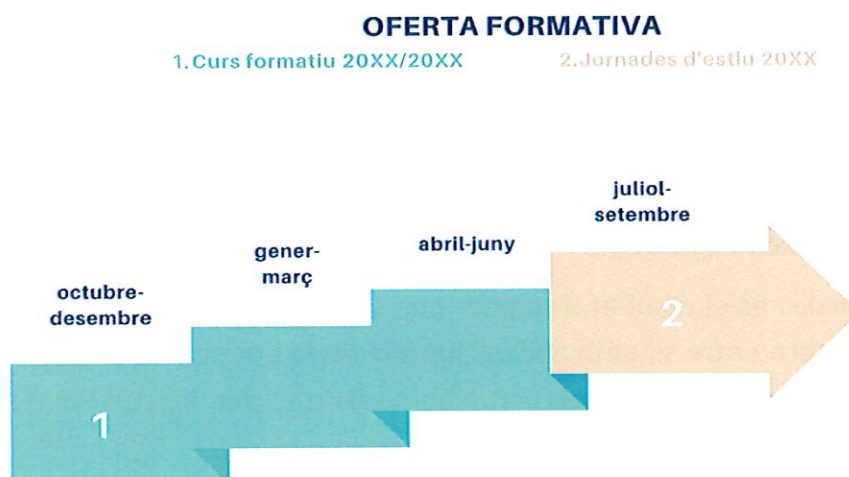 OFERTA FORMATIVA
1. Curs formatiu 20XX/20XX
2. Jornades d'estiu 20XX
juliol-
setembre
abril-juny
gener-
març
octubre-
desembre
1
2